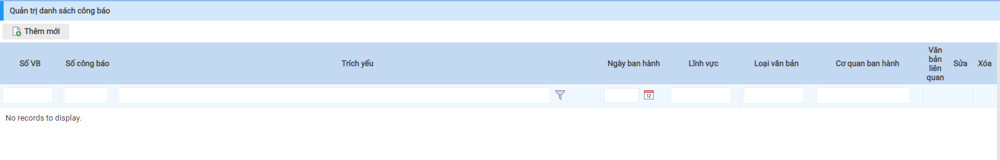 Quản trị danh sách công báo
Thêm mới
Số VB Số công báo Trích yếu Ngày ban hành Lĩnh vực Loại văn bản Cơ quan ban hành Văn bản liên quan Sửa Xóa
12
No records to display.